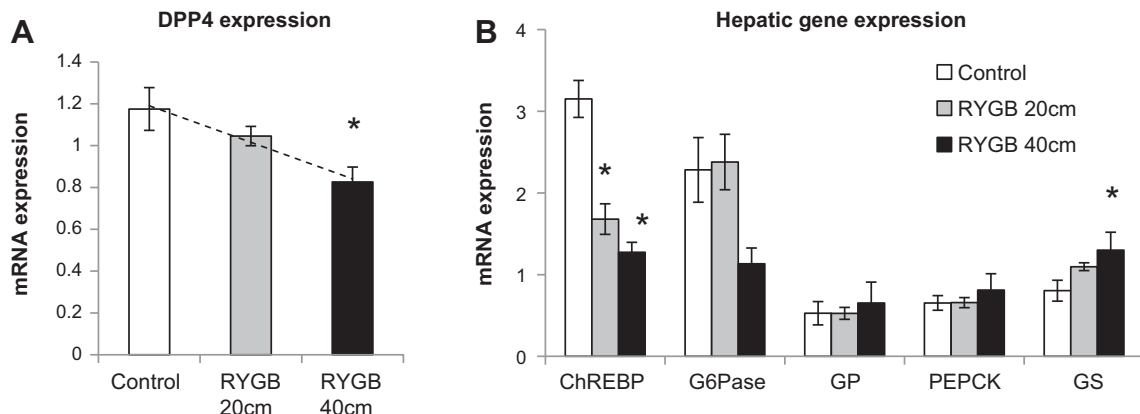 A
DPP4 expression
mRNA expression
1.4
1.2
1
0.8
0.6
0.4
0.2
0
*
Control
RYGB
20cm
RYGB
40cm
B
Hepatic gene expression
mRNA expression
4
3
2
1
0
Control
RYGB 20cm
RYGB 40cm
*
*
*
ChREBP
G6Pase
GP
PEPCK
GS